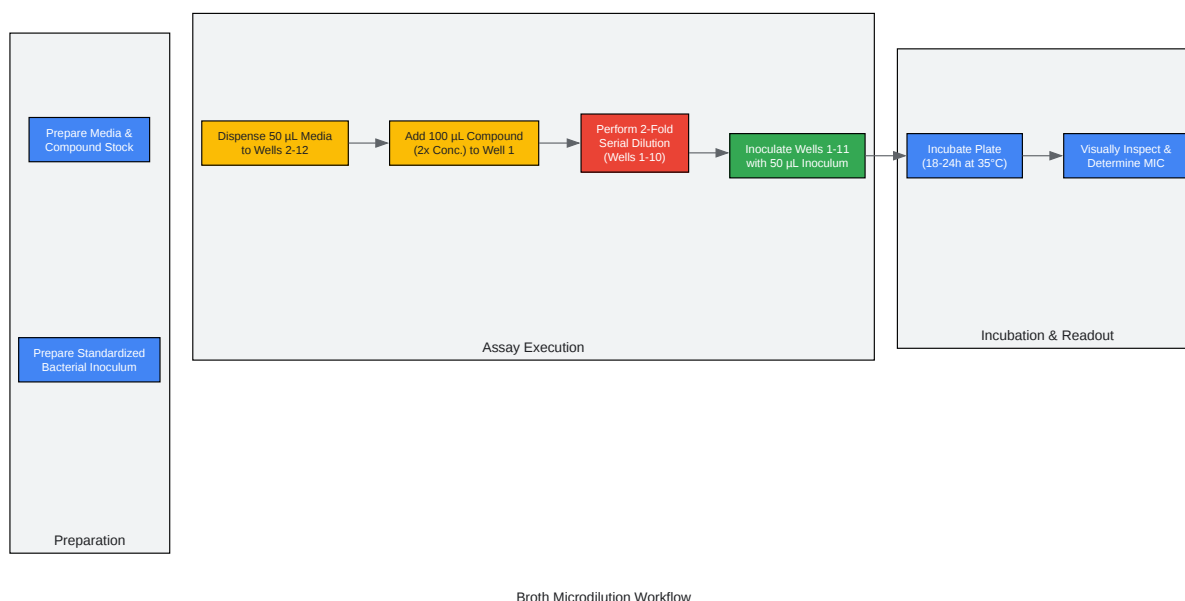 Prepare Media &
Compound Stock
Prepare Standardized
Bacterial Inoculum
Preparation
Dispense 50 µL Media
to Wells 2-12
Add 100 µL Compound
(2x Conc.) to Well 1
Perform 2-Fold
Serial Dilution
(Wells 1-10)
Inoculate Wells 1-11
with 50 µL Inoculum
Assay Execution
Incubate Plate
(18-24h at 35°C)
Visually Inspect &
Determine MIC
Incubation & Readout
Broth Microdilution Workflow